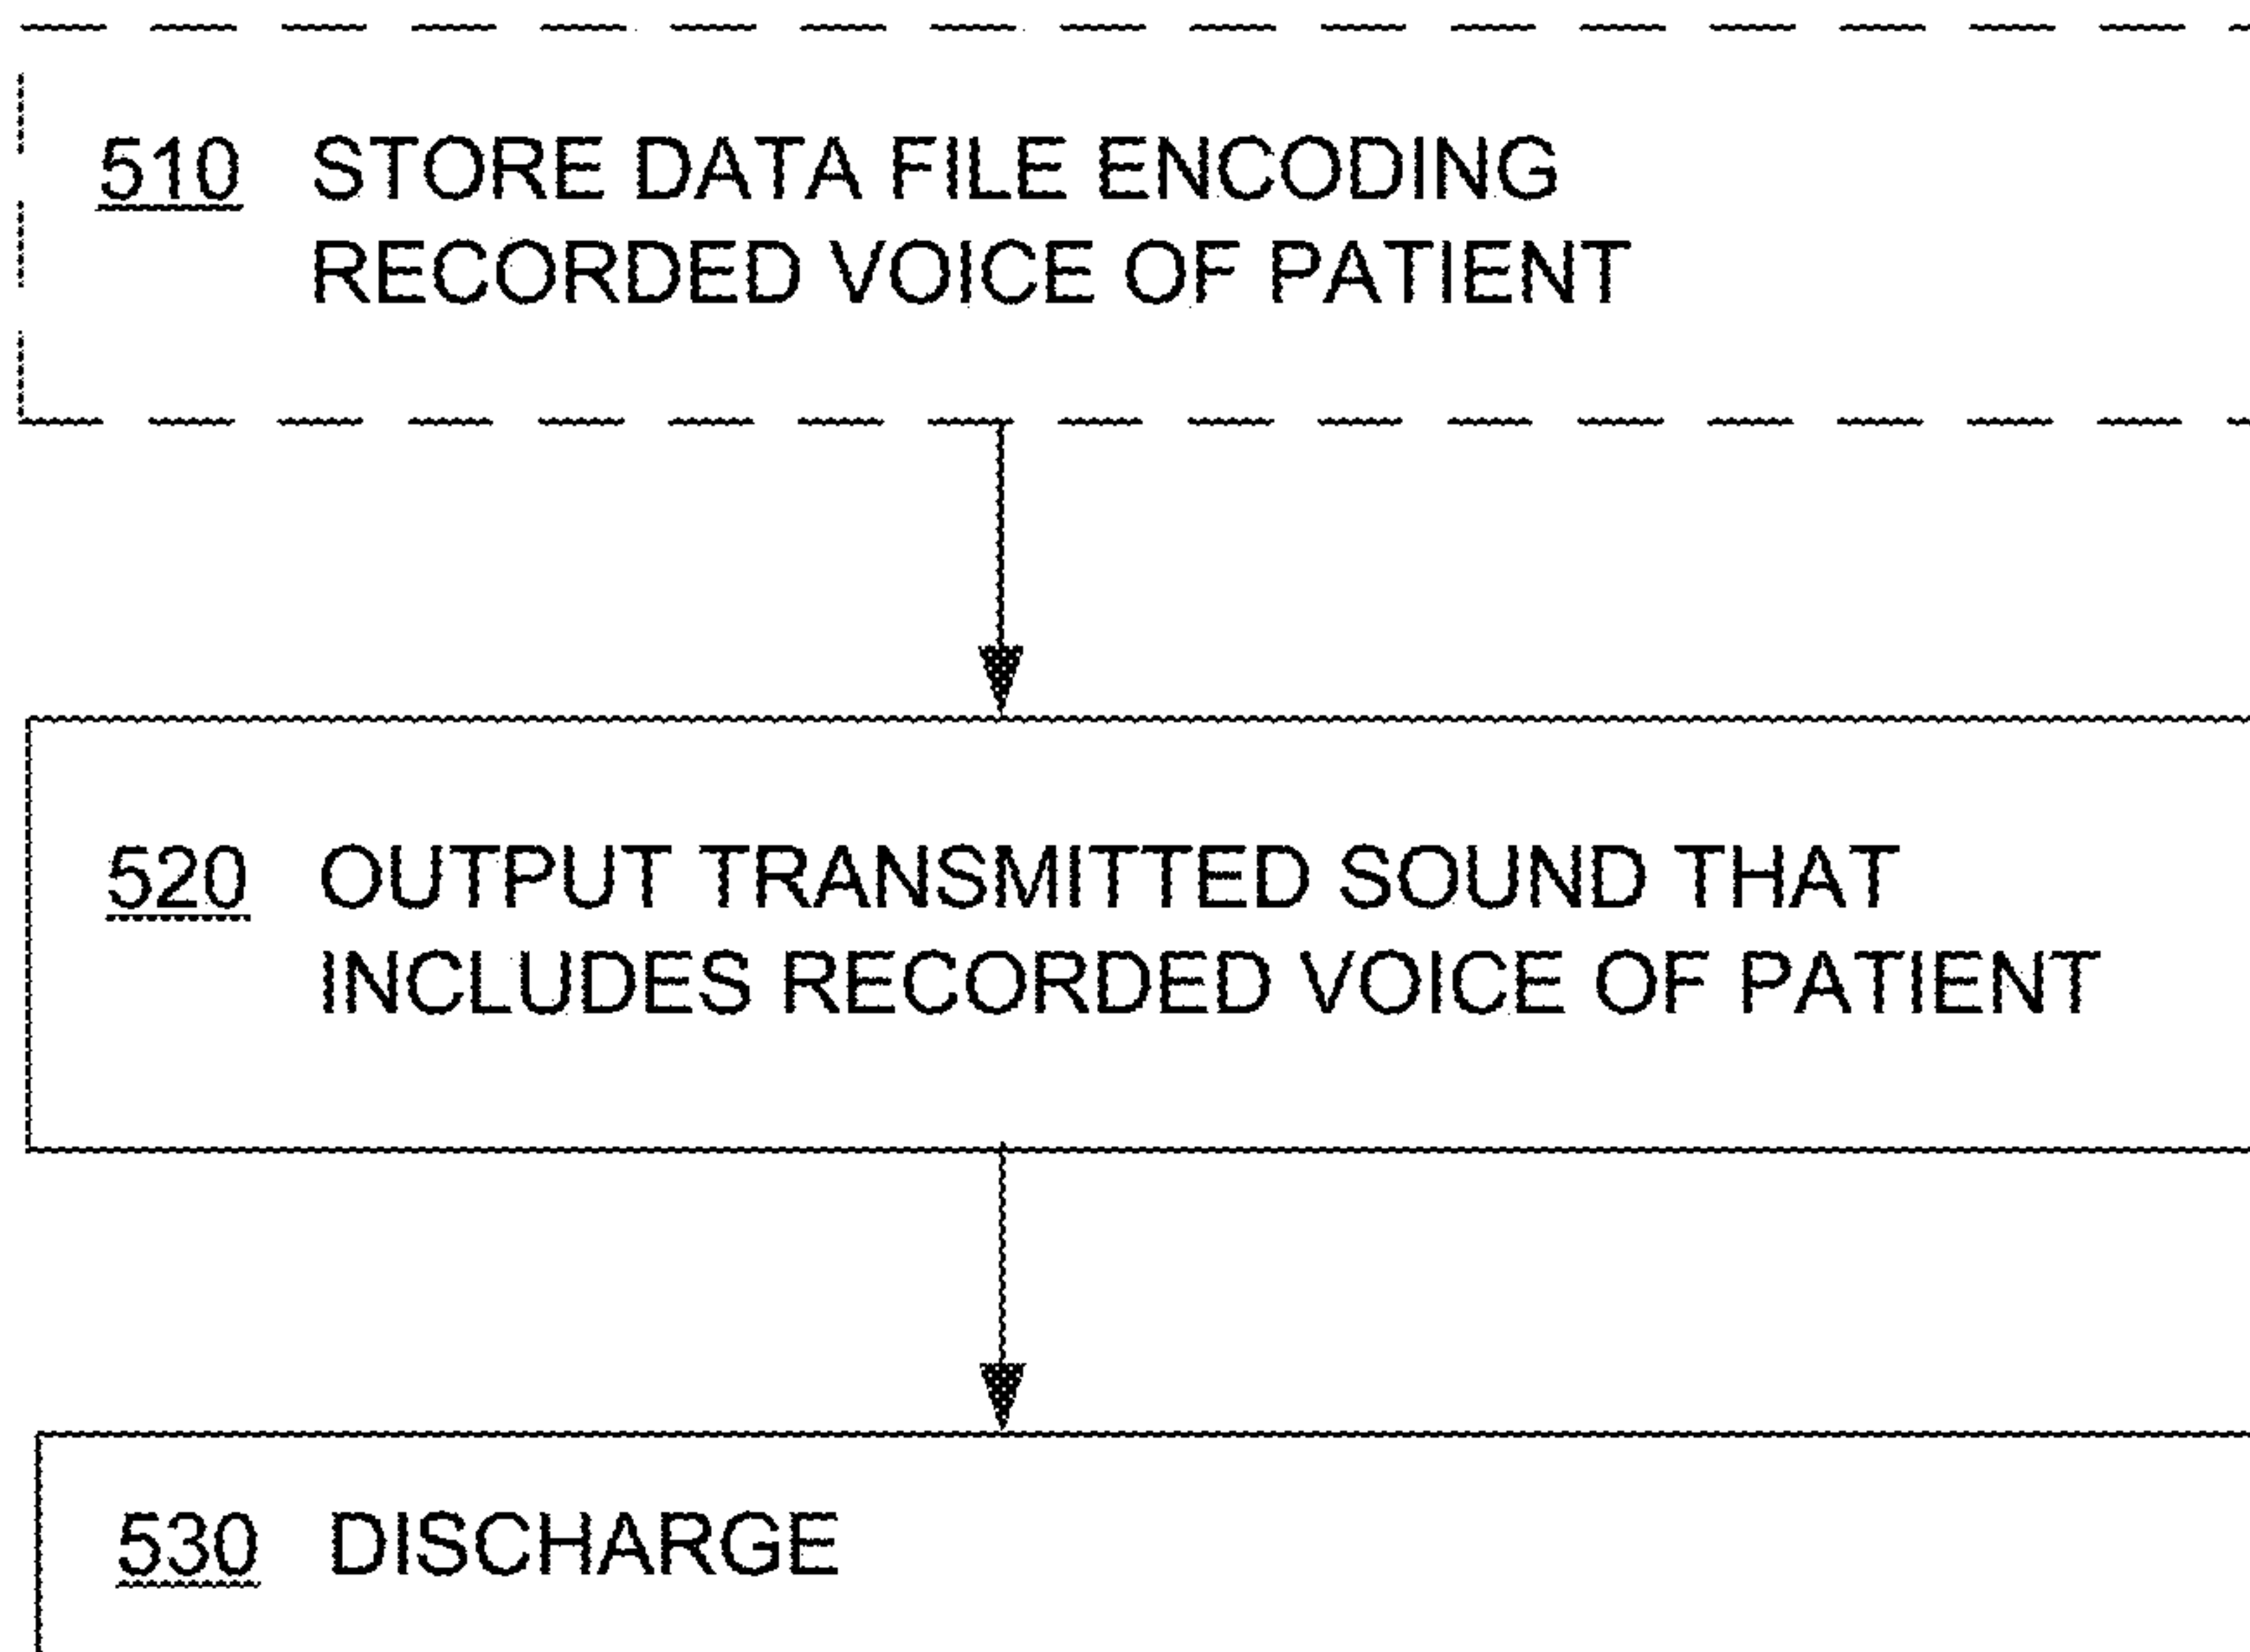 510 STORE DATA FILE ENCODING
RECORDED VOICE OF PATIENT
520 OUTPUT TRANSMITTED SOUND THAT
INCLUDES RECORDED VOICE OF PATIENT
530 DISCHARGE